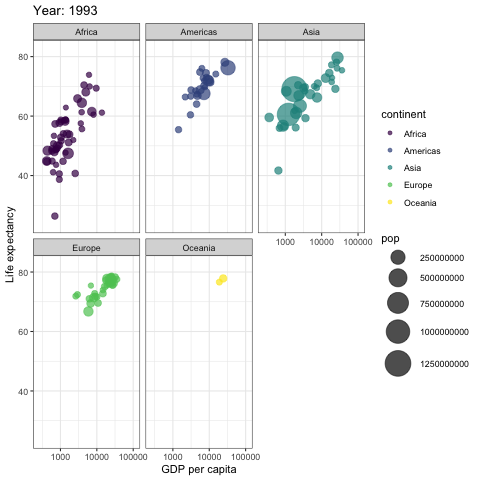 Year: 1993
Africa
Americas
Asia
80
60
40
1000
10000
100000
Europe
Oceania
80
60
40
1000
10000
100000
1000
10000
100000
GDP per capita
Life expectancy
continent
Africa
Americas
Asia
Europe
Oceania
pop
250000000
500000000
750000000
1000000000
1250000000